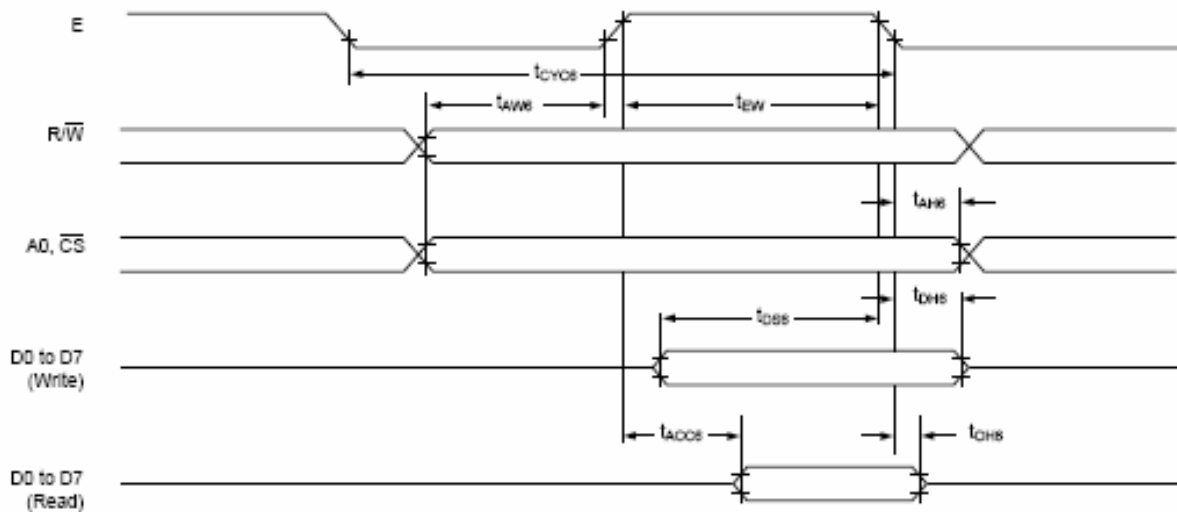 E
tCYC6
tAW6
tEW
R/W
tAH6
A0, CS
tDH6
tDS6
D0 to D7
(Write)
tACC6
tOH6
D0 to D7
(Read)